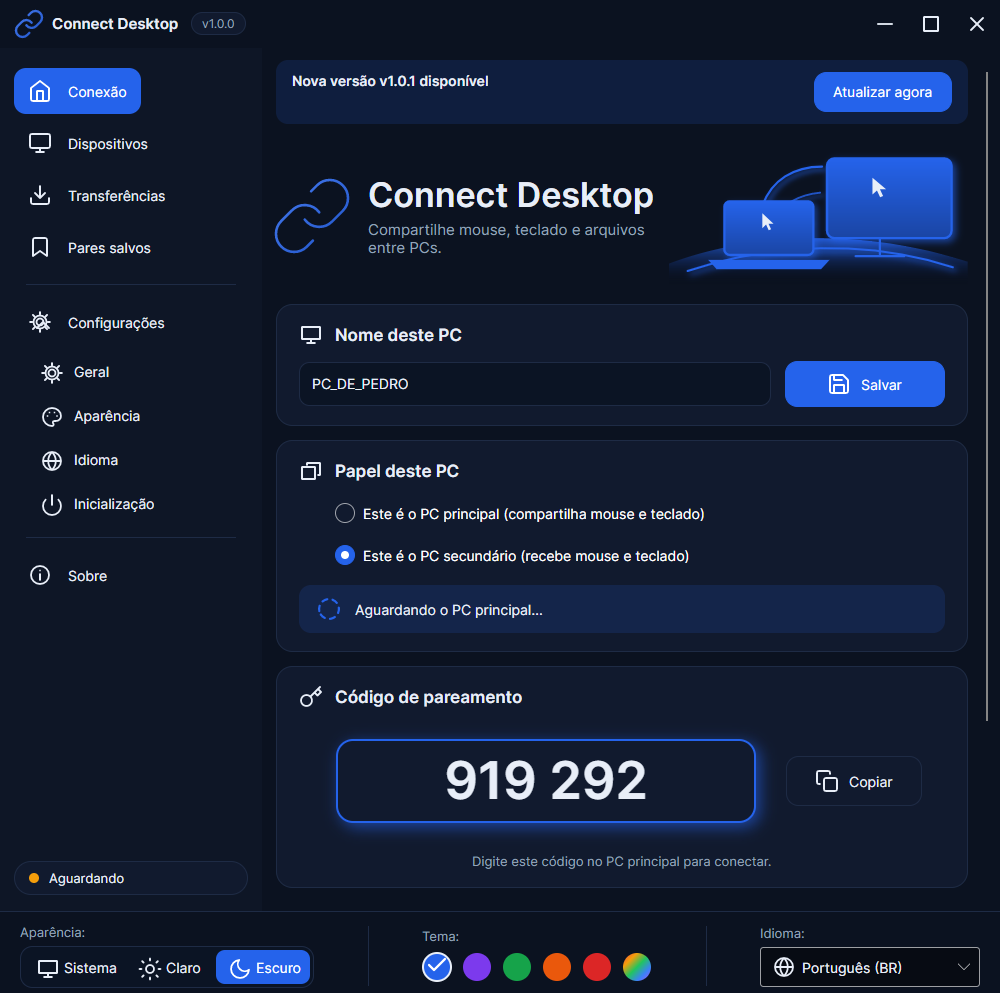 Connect Desktop v1.0.0
Conexão
Dispositivos
Transferências
Pares salvos
Configurações
Geral
Aparência
Idioma
Inicialização
Sobre
Aguardando
Nova versão v1.0.1 disponível
Atualizar agora
Connect Desktop
Compartilhe mouse, teclado e arquivos
entre PCs.
Nome deste PC
PC_DE_PEDRO
Salvar
Papel deste PC
Este é o PC principal (compartilha mouse e teclado)
Este é o PC secundário (recebe mouse e teclado)
Aguardando o PC principal...
Código de pareamento
919 292
Copiar
Digite este código no PC principal para conectar.
Aparência:
Sistema Claro Escuro
Tema:
Idioma:
Português (BR)